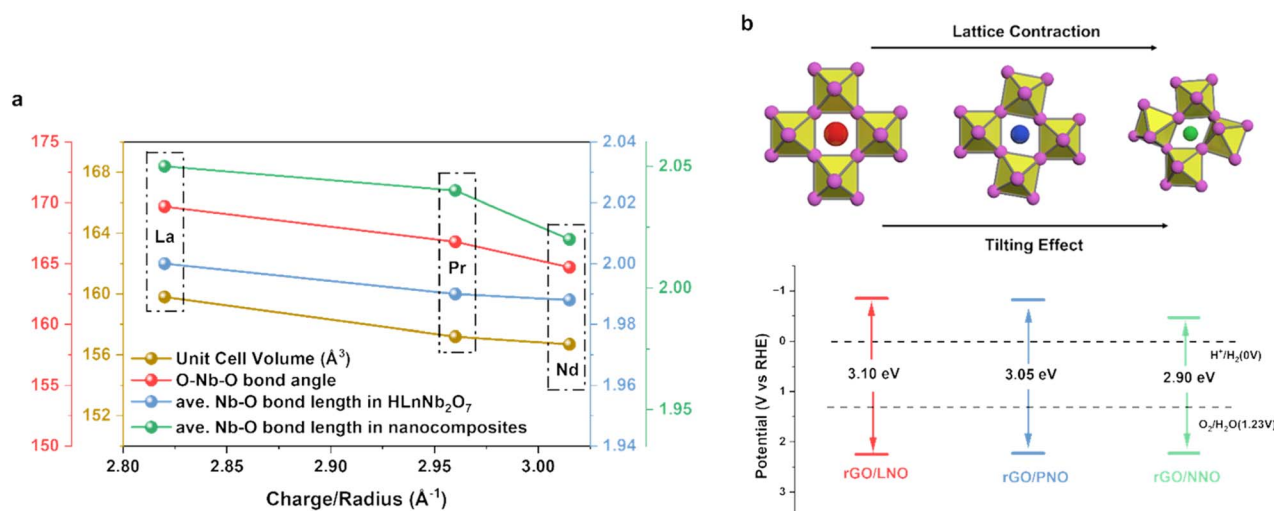 a
175
170
165
160
155
150
168
164
160
156
152
2.04
2.02
2.00
1.98
1.96
1.94
2.05
2.00
1.95
La
Pr
Nd
Unit Cell Volume (Å³)
O-Nb-O bond angle
ave. Nb-O bond length in HLnNb₂O₇
ave. Nb-O bond length in nanocomposites
2.80 2.85 2.90 2.95 3.00
Charge/Radius (Å⁻¹)
b
Lattice Contraction
Tilting Effect
Potential (V vs RHE)
−1
0
1
2
3
H⁺/H₂(0V)
3.10 eV 3.05 eV 2.90 eV
O₂/H₂O(1.23V)
rGO/LNO rGO/PNO rGO/NNO